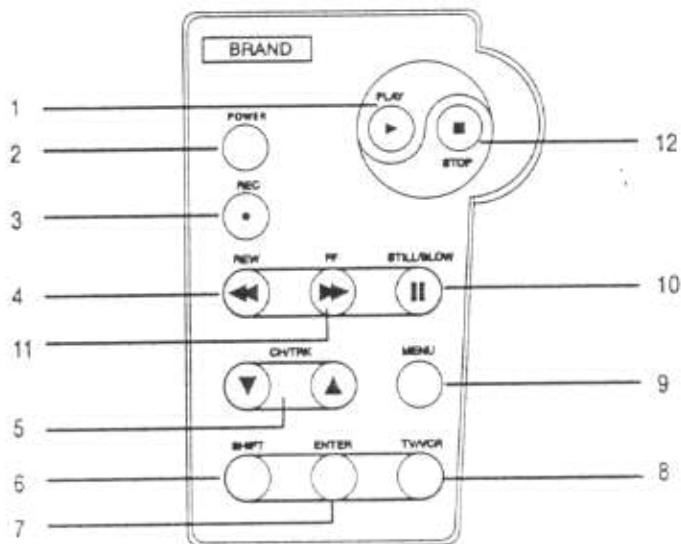 BRAND
1
PLAY
POWER
2
12
STOP
REC
3
REW
FF
STILL/SLOW
4
10
11
CH/TRK
MENU
9
5
SHIFT
ENTER
TV/VCR
6
8
7